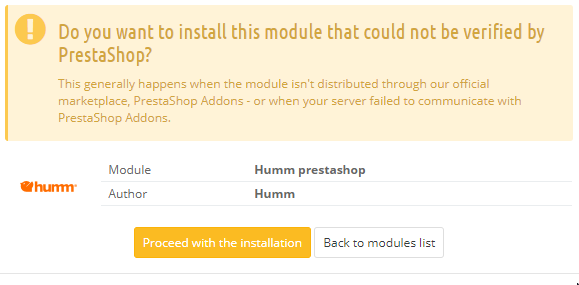 Do you want to install this module that could not be verified by
PrestaShop?
This generally happens when the module isn't distributed through our official
marketplace, PrestaShop Addons - or when your server failed to communicate with
PrestaShop Addons.
humm
Module Humm prestashop
Author Humm
Proceed with the installation Back to modules list